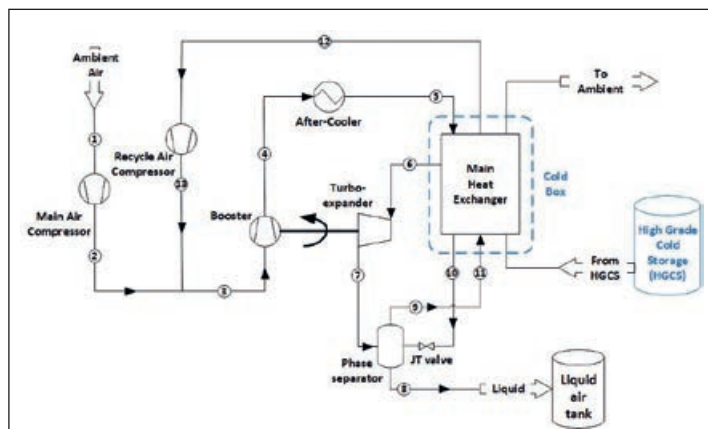 12
Ambient
Air
To
Ambient
After-Cooler
5
1
4
Recycle Air
Compressor
6
Main
Heat
Exchanger
Cold
Box
13
Turbo-
expander
Main Air
Compressor
Booster
High Grade
Cold
Storage
(HGCS)
2
From
HGCS
7
10
11
3
9
Phase
separator
JT valve
8
Liquid
Liquid
air
tank